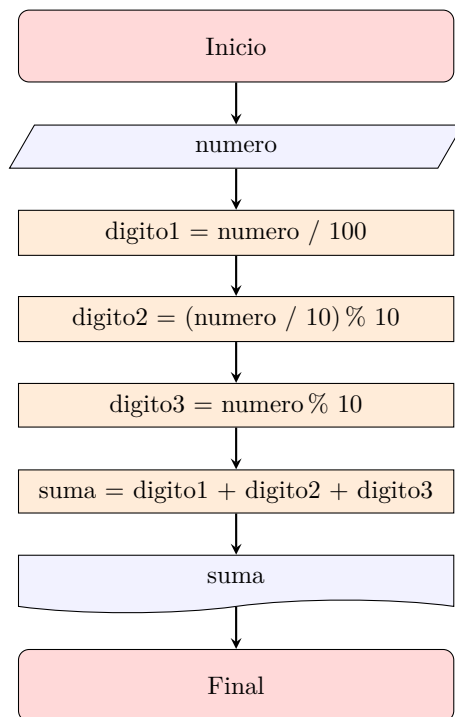 Inicio
numero
digito1 = numero / 100
digito2 = (numero / 10) % 10
digito3 = numero % 10
suma = digito1 + digito2 + digito3
suma
Final